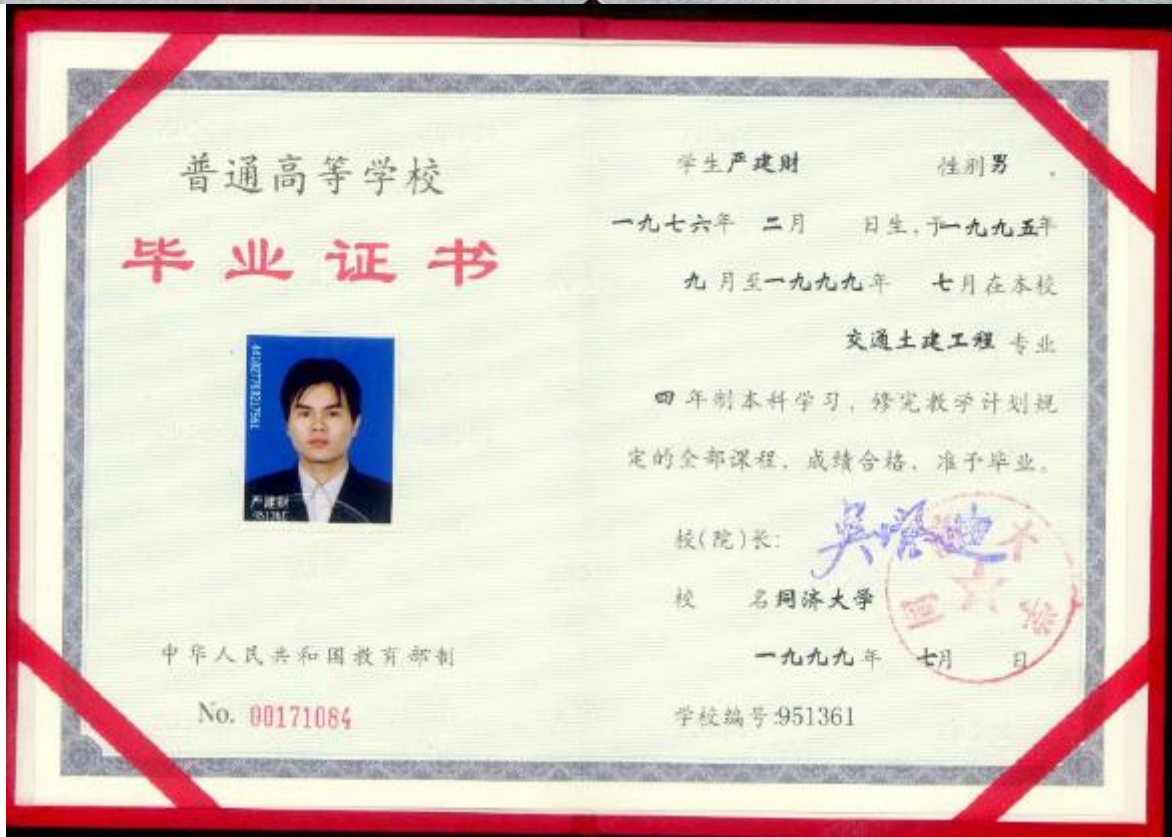 普通高等学校
毕业证书
严建财
中华人民共和国教育部制
No. 00171084
学生严建财 性别男 .
一九七六年 二月 日生,于一九九五年
九月至一九九九年 七月在本校
交通土建工程 专业
四年制本科学习，修完教学计划规
定的全部课程，成绩合格，准予毕业。
校(院)长:
校 名同济大学
一九九九年 七月 日
学校编号:951361